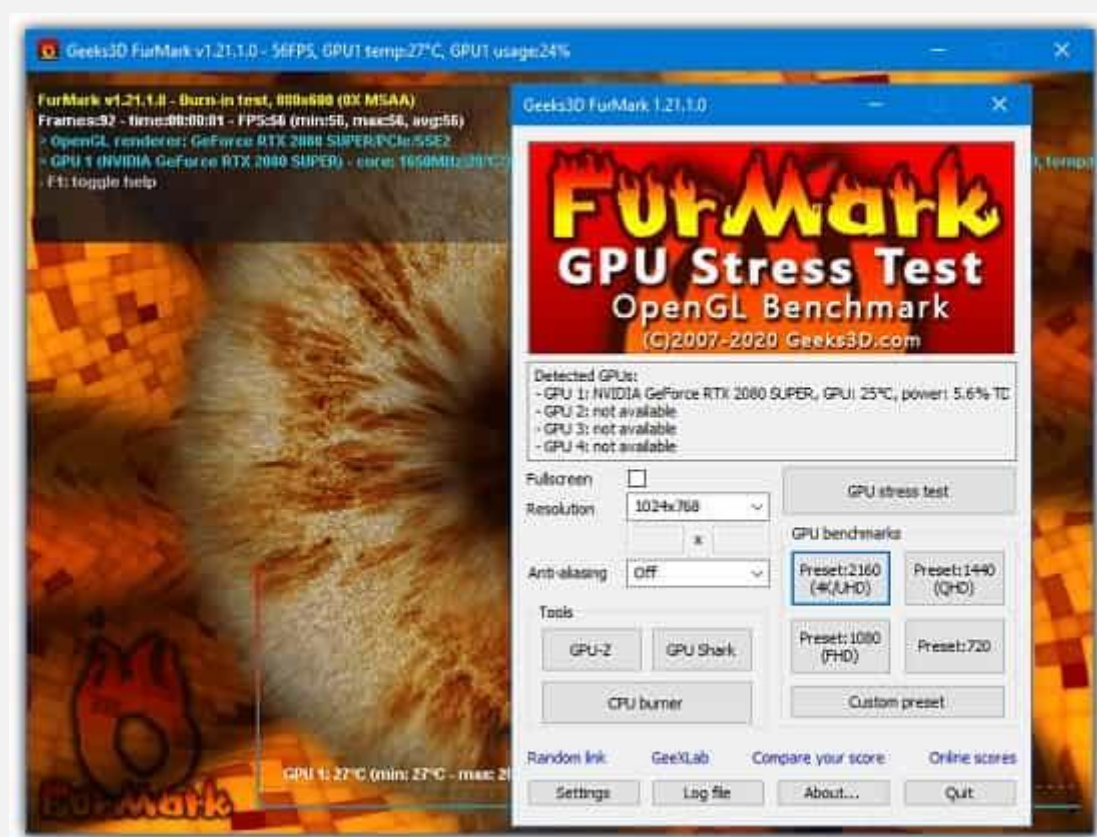 Geeks3D FurMark v1.21.1.0 - 56FPS, GPU1 temp:27°C, GPU1 usage:24%
FurMark v1.21.1.0 - Burn-in test, 800x600 (0X MSAA)
Frames:92 - time:00:00:01 - FPS:56 (min:56, max:56, avg:56)
> OpenGL renderer: GeForce RTX 2080 SUPER/PCIe/SSE2
> GPU 1 (NVIDIA GeForce RTX 2080 SUPER) - core: 1650MHz
- F1: toggle help
GPU 1: 27°C (min: 27°C - max:
FurMark
Geeks3D FurMark 1.21.1.0
FurMark
GPU Stress Test
OpenGL Benchmark
(C)2007-2020 Geeks3D.com
Detected GPUs:
- GPU 1: NVIDIA GeForce RTX 2080 SUPER, GPU: 25°C, power: 5.6% TD
- GPU 2: not available
- GPU 3: not available
- GPU 4: not available
Fullscreen
Resolution 1024x768
x
Anti-aliasing Off
Tools
GPU-Z GPU Shark
CPU burner
GPU stress test
GPU benchmarks
Preset:2160
(4K/UHD)
Preset:1440
(QHD)
Preset:1080
(FHD)
Preset:720
Custom preset
Random link GeeXLab Compare your score Online scores
Settings Log file About... Quit